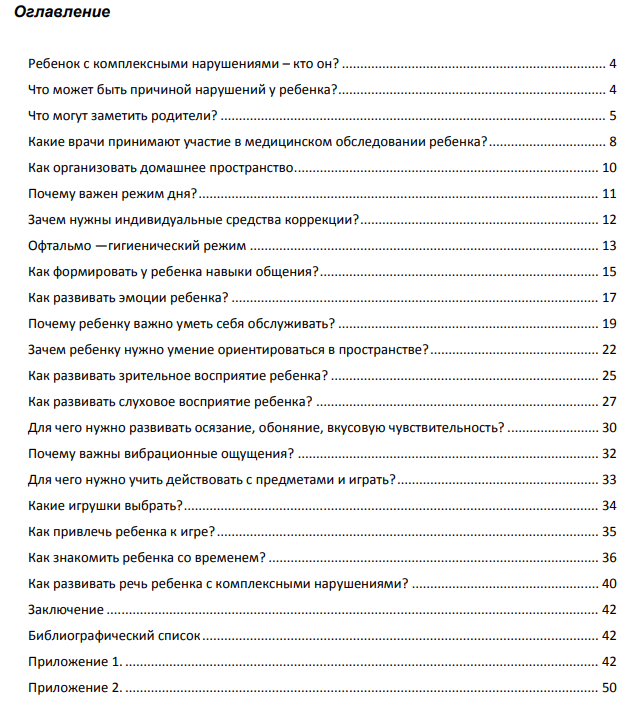 Оглавление
Ребенок с комплексными нарушениями – кто он? ........................................................................ 4
Что может быть причиной нарушений у ребенка?......................................................................... 4
Что могут заметить родители? ......................................................................................................... 5
Какие врачи принимают участие в медицинском обследовании ребенка?................................ 8
Как организовать домашнее пространство................................................................................... 10
Почему важен режим дня?............................................................................................................. 11
Зачем нужны индивидуальные средства коррекции?................................................................. 12
Офтальмо —гигиенический режим ............................................................................................... 13
Как формировать у ребенка навыки общения?............................................................................ 15
Как развивать эмоции ребенка? .................................................................................................... 17
Почему ребенку важно уметь себя обслуживать? ....................................................................... 19
Зачем ребенку нужно умение ориентироваться в пространстве?.............................................. 22
Как развивать зрительное восприятие ребенка? ......................................................................... 25
Как развивать слуховое восприятие ребенка? ............................................................................. 27
Для чего нужно развивать осязание, обоняние, вкусовую чувствительность? ......................... 30
Почему важны вибрационные ощущения? .................................................................................. 32
Для чего нужно учить действовать с предметами и играть?....................................................... 33
Какие игрушки выбрать?................................................................................................................. 34
Как привлечь ребенка к игре?........................................................................................................ 35
Как знакомить ребенка со временем? .......................................................................................... 36
Как развивать речь ребенка с комплексными нарушениями? ................................................... 40
Заключение ...................................................................................................................................... 42
Библиографический список............................................................................................................ 42
Приложение 1. ................................................................................................................................. 42
Приложение 2. ................................................................................................................................. 50